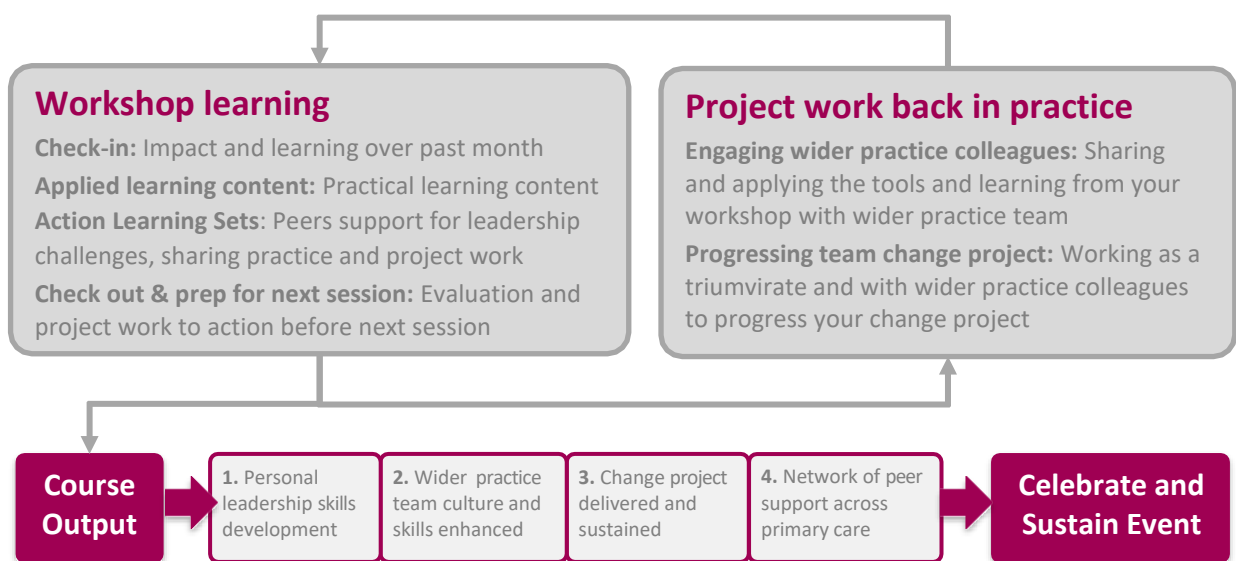 Workshop learning
Check-in: Impact and learning over past month
Applied learning content: Practical learning content
Action Learning Sets: Peers support for leadership
challenges, sharing practice and project work
Check out & prep for next session: Evaluation and
project work to action before next session
Project work back in practice
Engaging wider practice colleagues: Sharing
and applying the tools and learning from your
workshop with wider practice team
Progressing team change project: Working as a
triumvirate and with wider practice colleagues
to progress your change project
Course
Output
1. Personal
leadership skills
development
2. Wider practice
team culture and
skills enhanced
3. Change project
delivered and
sustained
4. Network of peer
support across
primary care
Celebrate and
Sustain Event